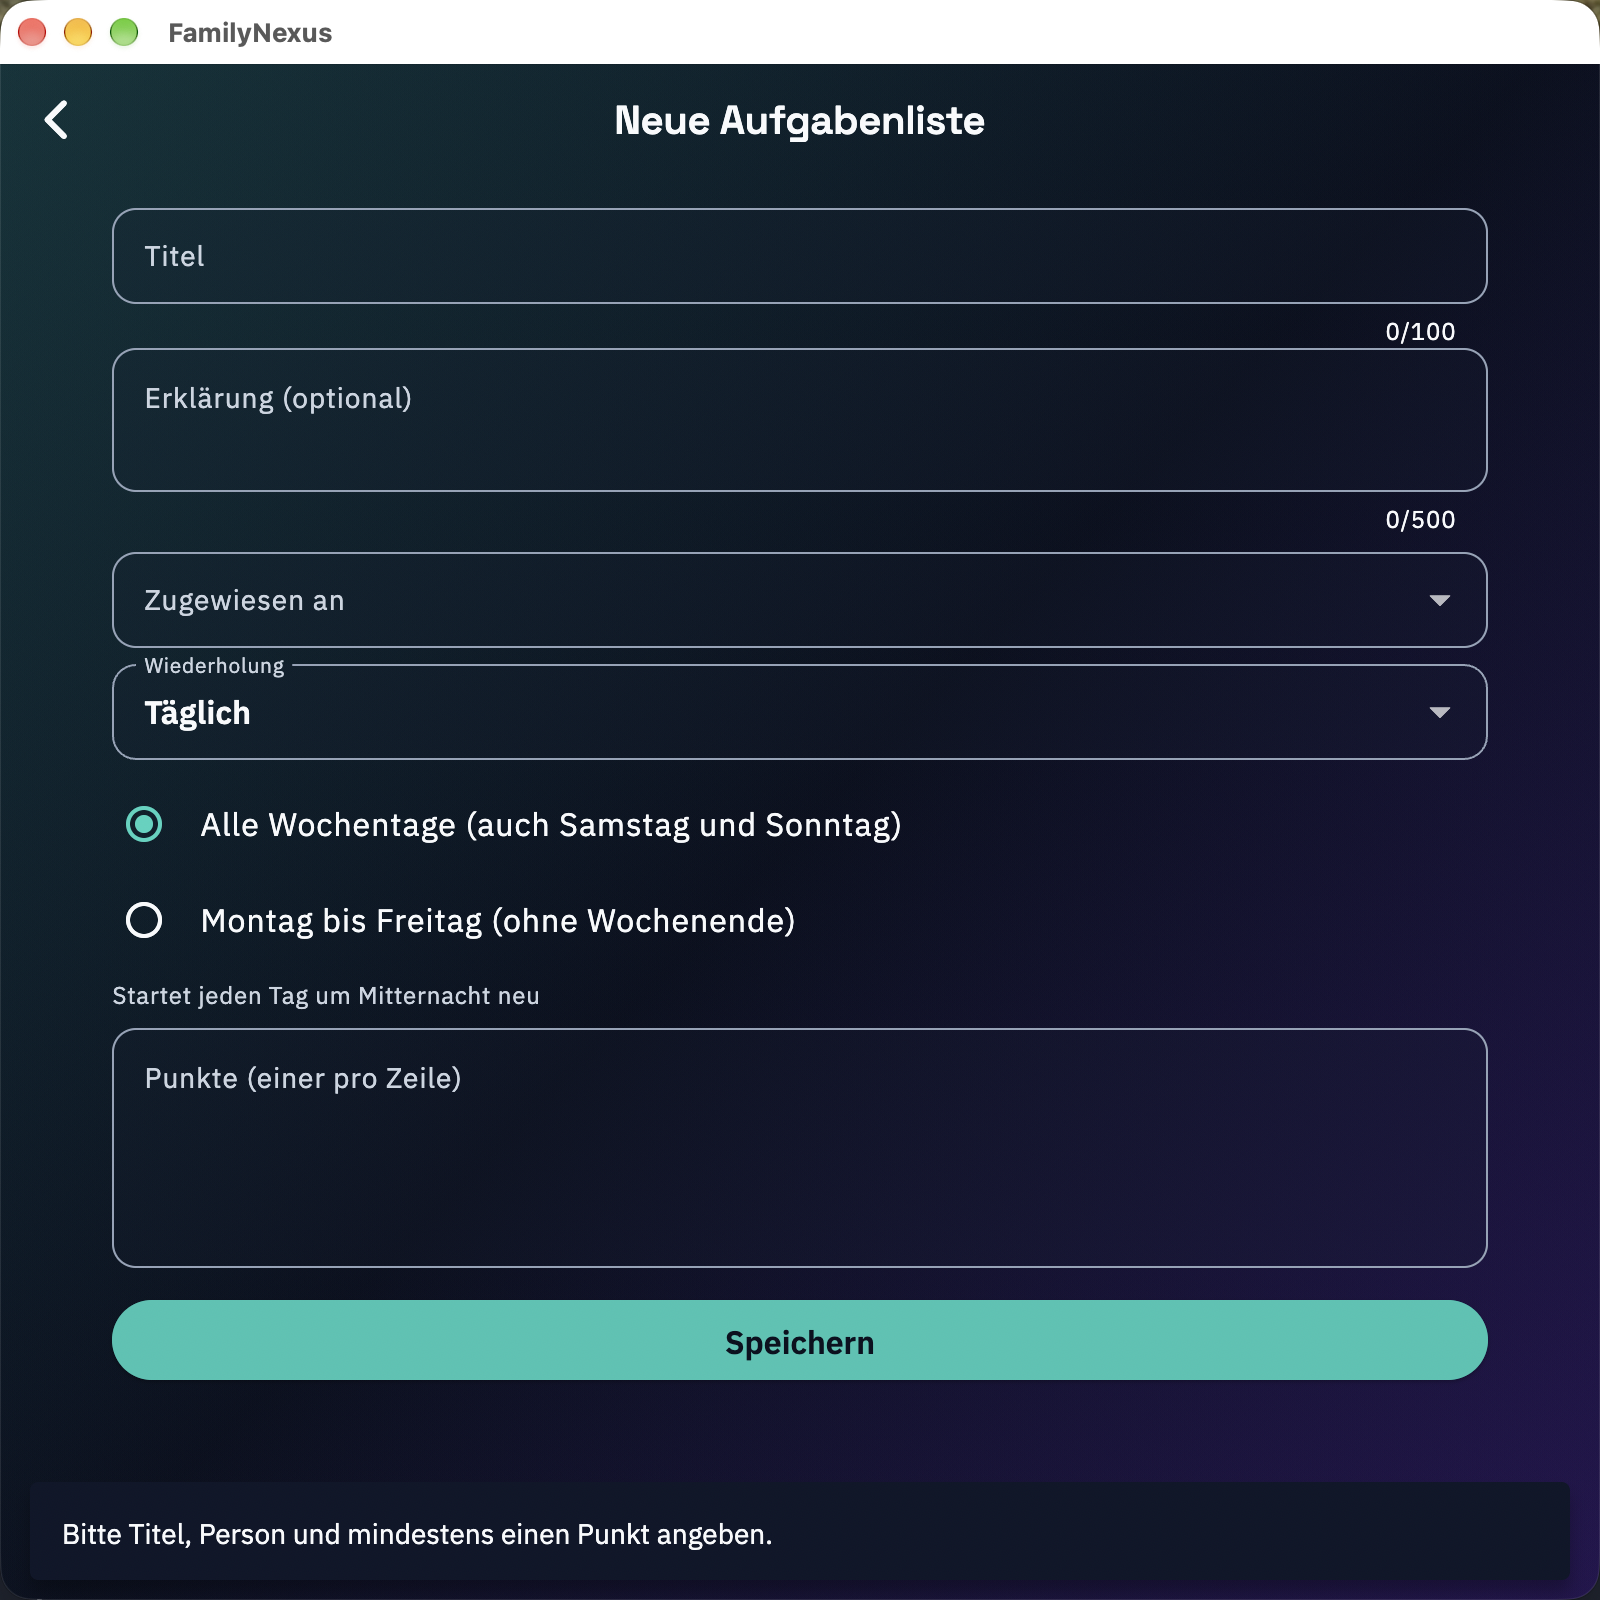 FamilyNexus
Neue Aufgabenliste
Titel
0/100
Erklärung (optional)
0/500
Zugewiesen an
Wiederholung
Täglich
Alle Wochentage (auch Samstag und Sonntag)
Montag bis Freitag (ohne Wochenende)
Startet jeden Tag um Mitternacht neu
Punkte (einer pro Zeile)
Speichern
Bitte Titel, Person und mindestens einen Punkt angeben.